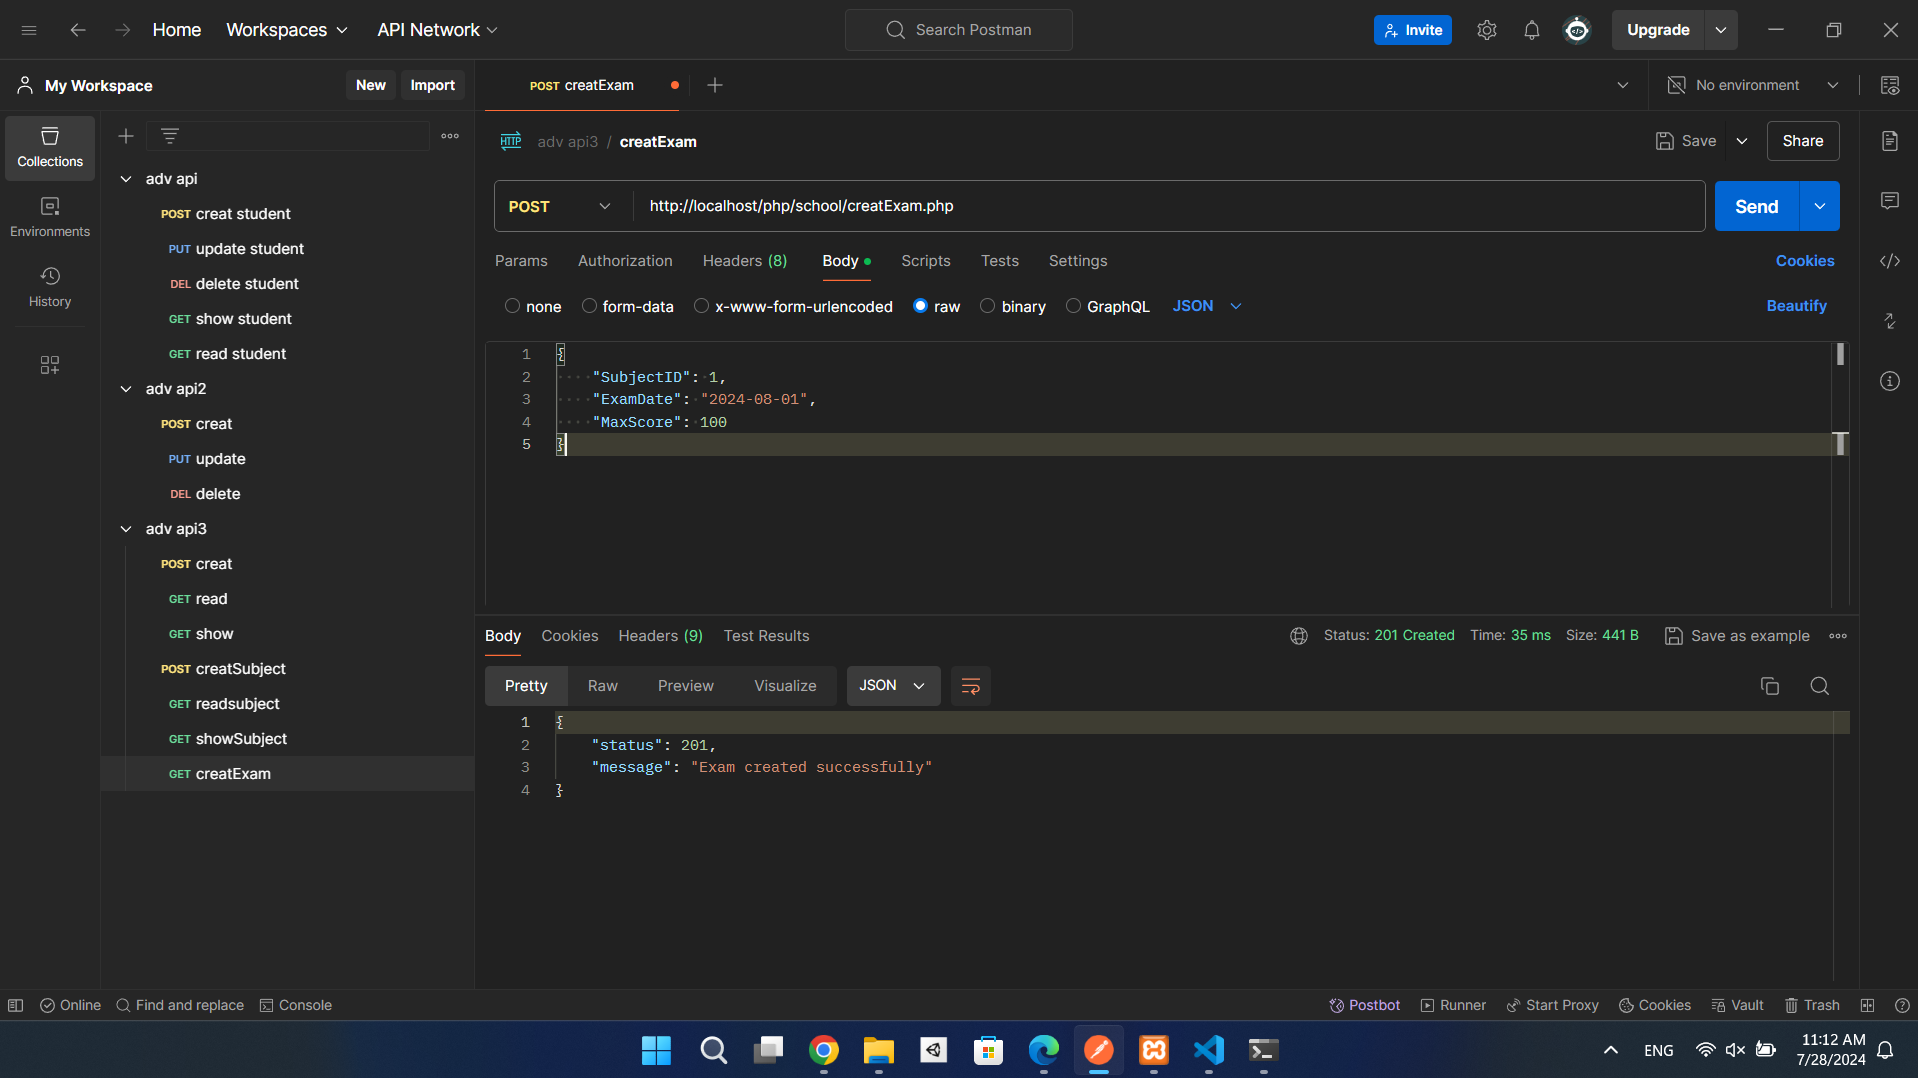 Home Workspaces API Network Search Postman Invite Upgrade
My Workspace New Import POST creatExam No environment
Collections
Environments
History
adv api
POST creat student
PUT update student
DEL delete student
GET show student
GET read student
adv api2
POST creat
PUT update
DEL delete
adv api3
POST creat
GET read
GET show
POST creatSubject
GET readsubject
GET showSubject
GET creatExam
HTTP adv api3 / creatExam Save Share
POST http://localhost/php/school/creatExam.php Send
Params Authorization Headers (8) Body Scripts Tests Settings Cookies
none form-data x-www-form-urlencoded raw binary GraphQL JSON Beautify
1 {
2 "SubjectID": 1,
3 "ExamDate": "2024-08-01",
4 "MaxScore": 100
5 }
Body Cookies Headers (9) Test Results Status: 201 Created Time: 35 ms Size: 441 B Save as example
Pretty Raw Preview Visualize JSON
1 {
2 "status": 201,
3 "message": "Exam created successfully"
4 }
Online Find and replace Console Postbot Runner Start Proxy Cookies Vault Trash
ENG 11:12 AM
7/28/2024